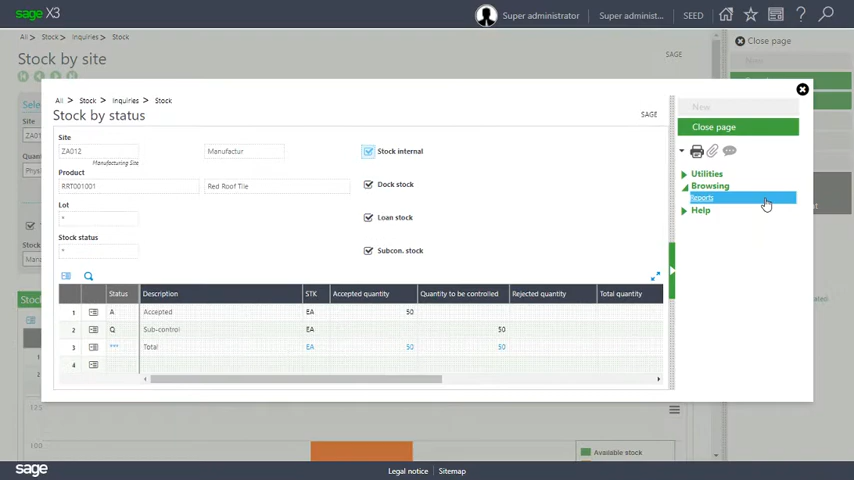 sage X3
Super administrator
Super administ...
SEED
All > Stock > Inquiries > Stock
Stock by site
SAGE
Close page
New
Site
All > Stock > Inquiries > Stock
Stock by status
SAGE
Site
ZA012
Manufactur
Manufacturing Site
Product
RRT001001
Red Roof Tile
Lot
*
Stock status
*
Stock internal
Dock stock
Loan stock
Subcon. stock
Status Description STK Accepted quantity Quantity to be controlled Rejected quantity Total quantity
1 A Accepted EA 50
2 Q Sub-control EA 50
3 *** Total EA 50 50
4
New
Close page
Utilities
Browsing
Reports
Help
125
100
Available stock
sage
Legal notice
Sitemap